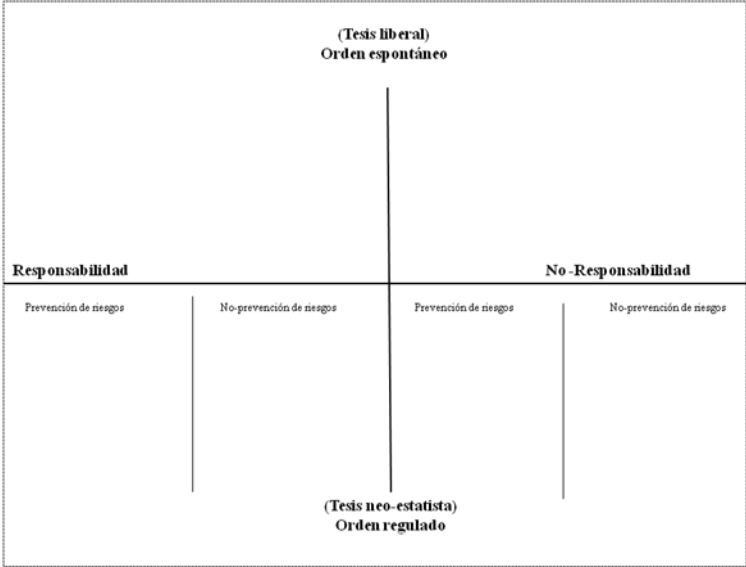 (Tesis liberal)
Orden espontáneo
Responsabilidad
No-Responsabilidad
Prevención de riesgos
No-prevención de riesgos
Prevención de riesgos
No-prevención de riesgos
(Tesis neo-estatista)
Orden regulado